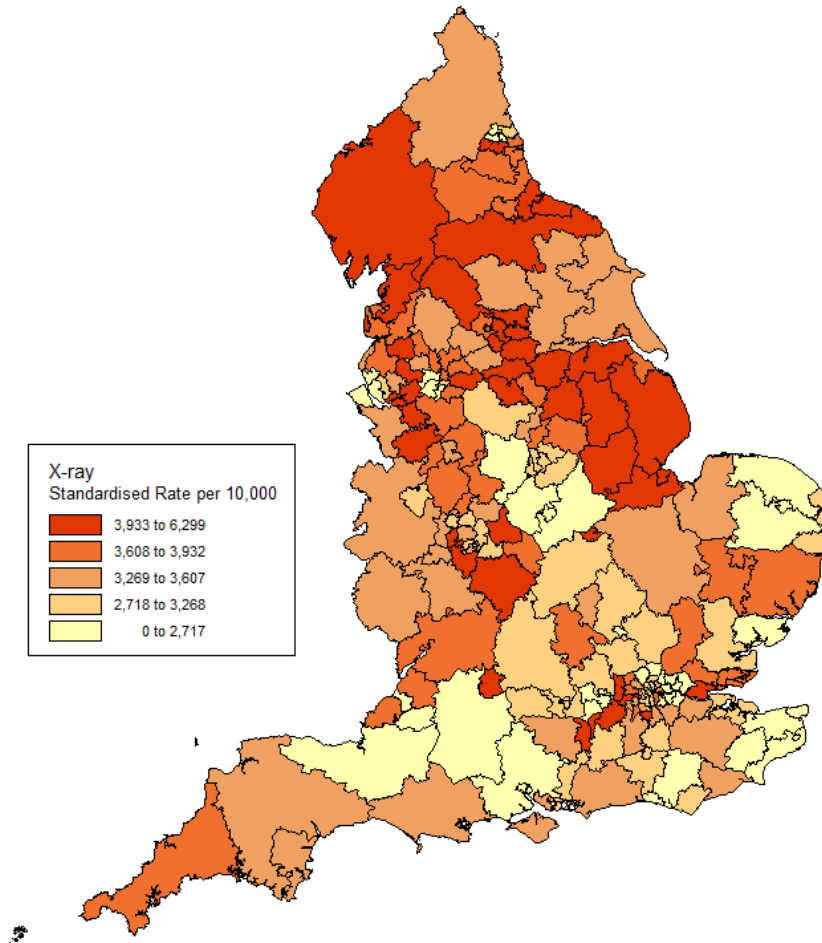 X-ray
Standardised Rate per 10,000
3,933 to 6,299
3,608 to 3,932
3,269 to 3,607
2,718 to 3,268
0 to 2,717